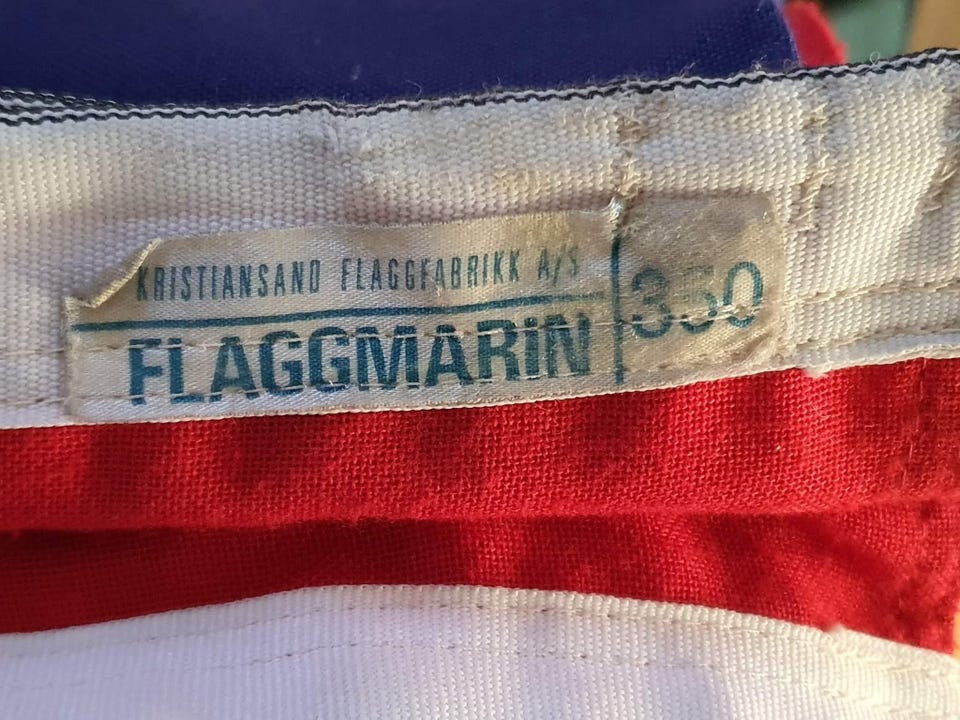 KRISTIANSAND FLAGGFABRIKK A/S
FLAGGMARIN
350